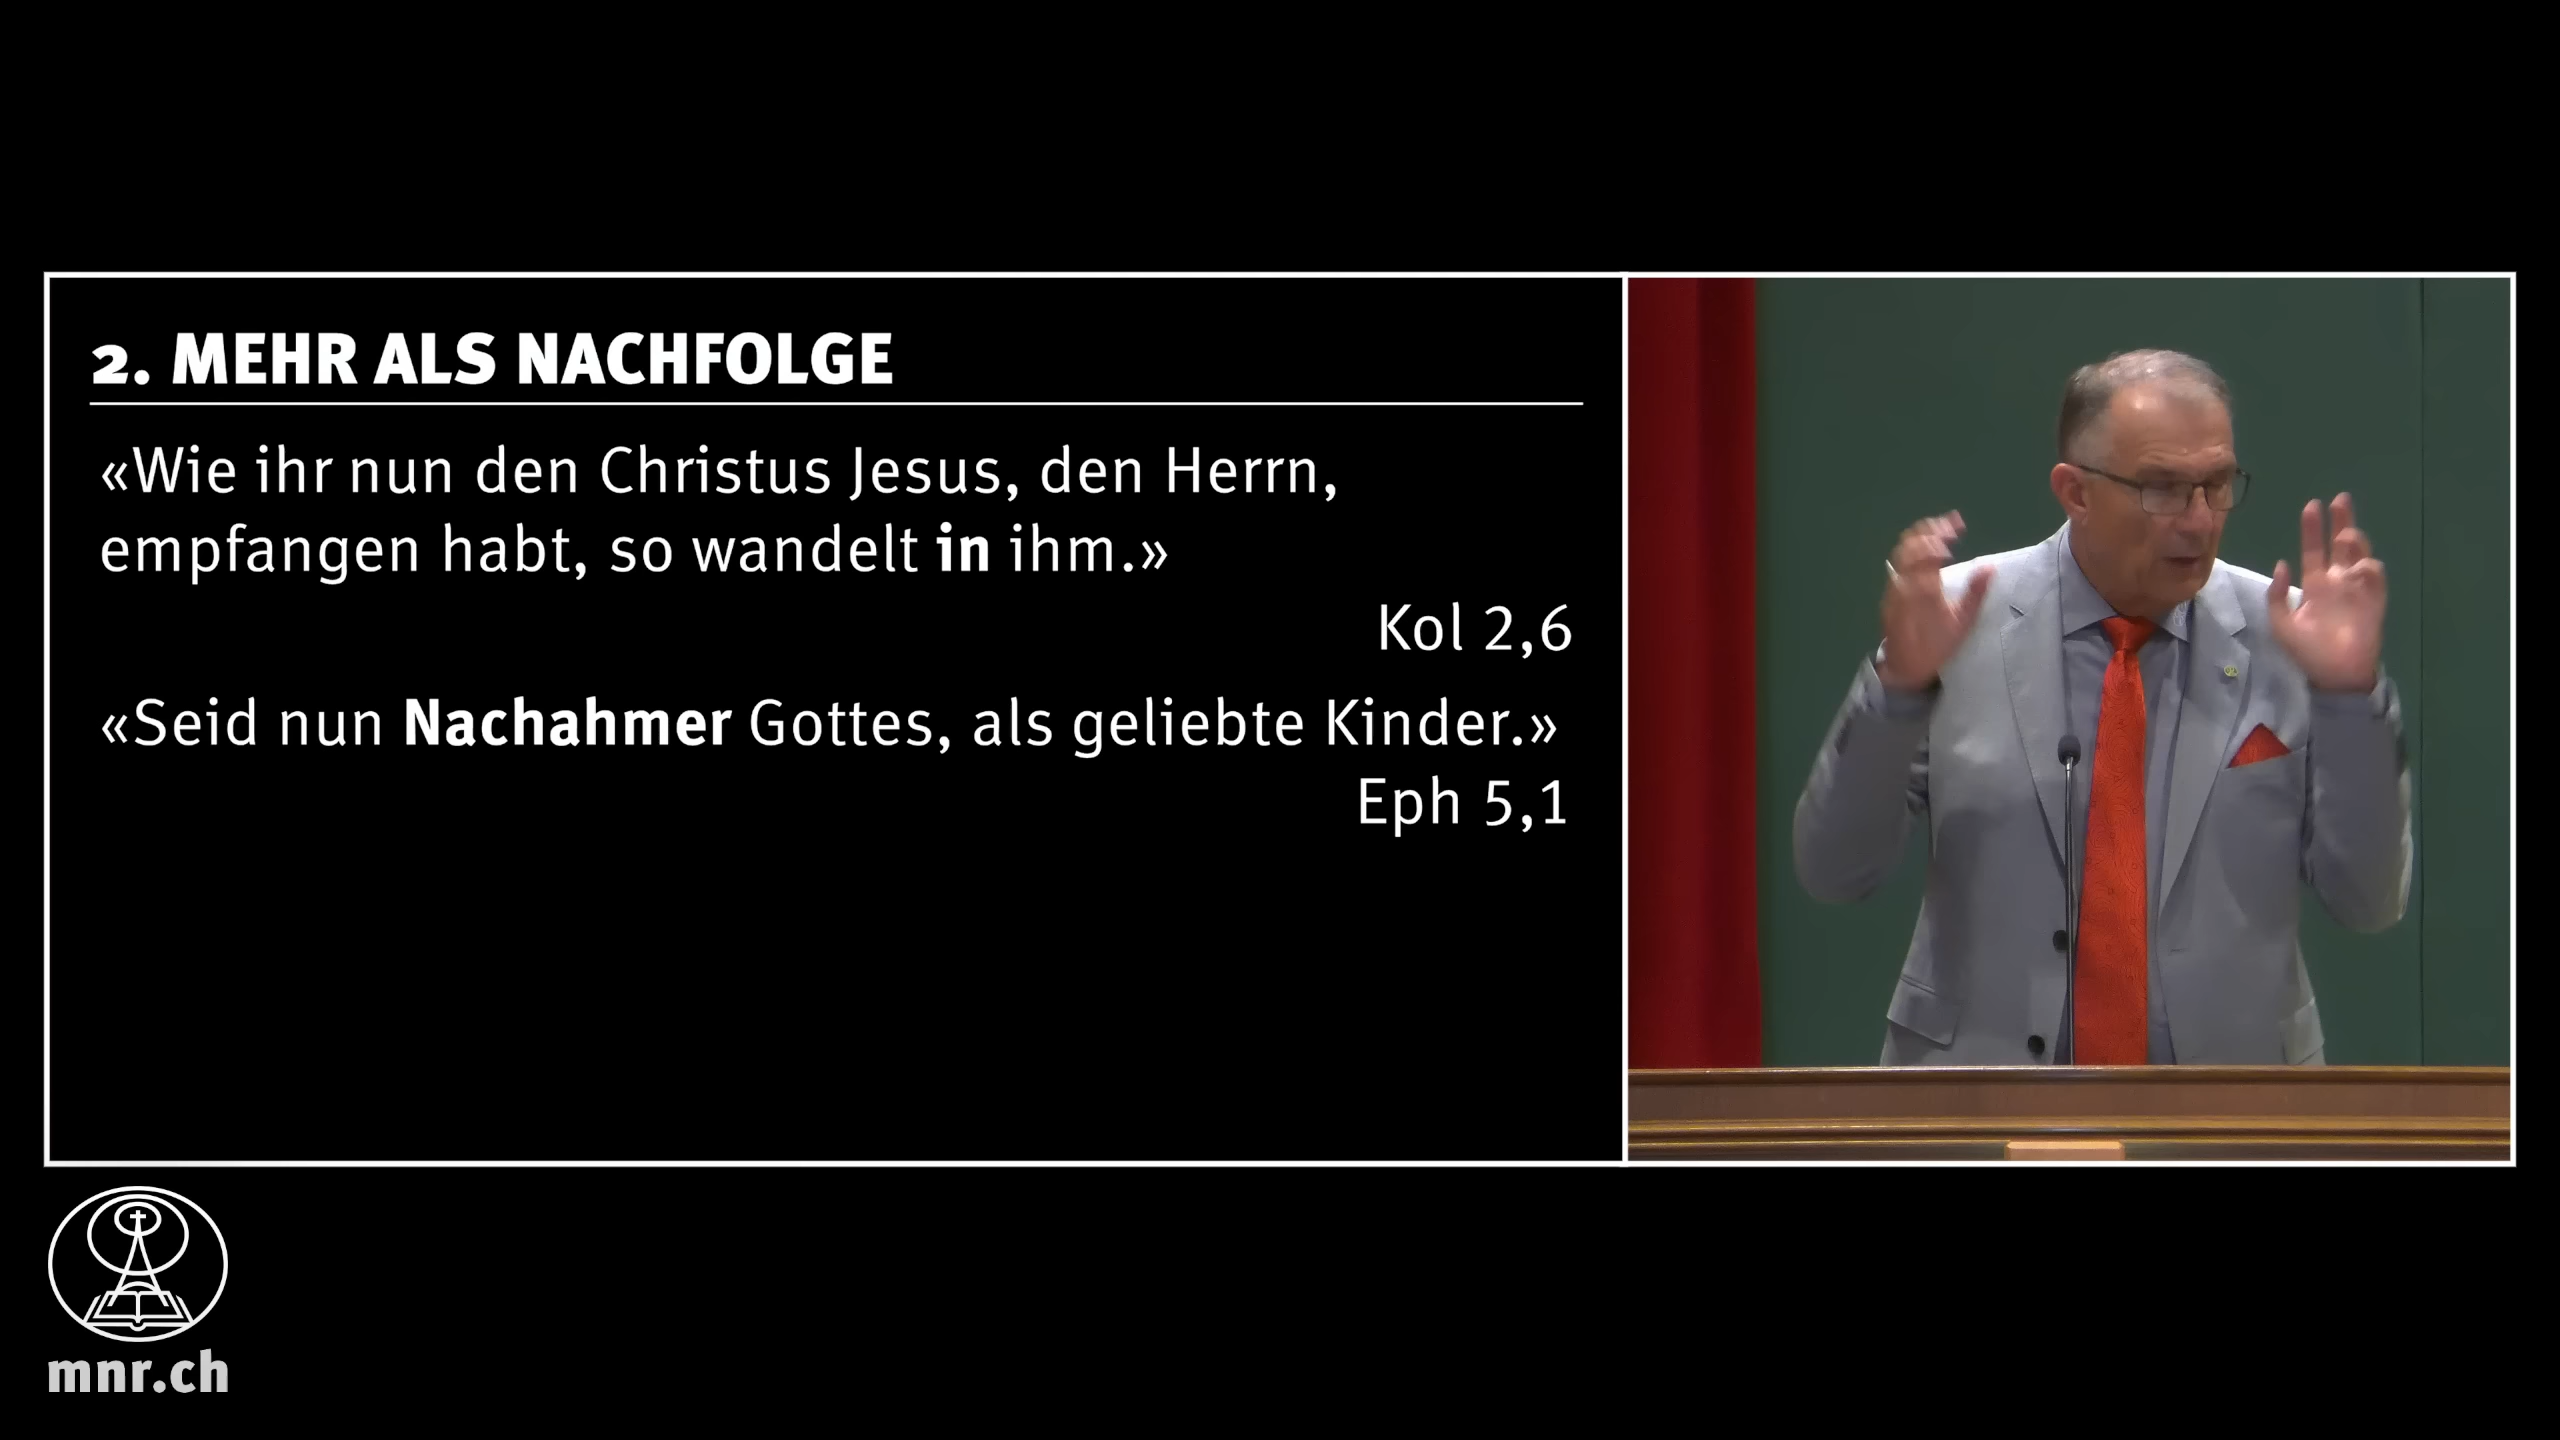 2. MEHR ALS NACHFOLGE
«Wie ihr nun den Christus Jesus, den Herrn,
empfangen habt, so wandelt in ihm.»
Kol 2,6
«Seid nun Nachahmer Gottes, als geliebte Kinder.»
Eph 5,1
mnr.ch